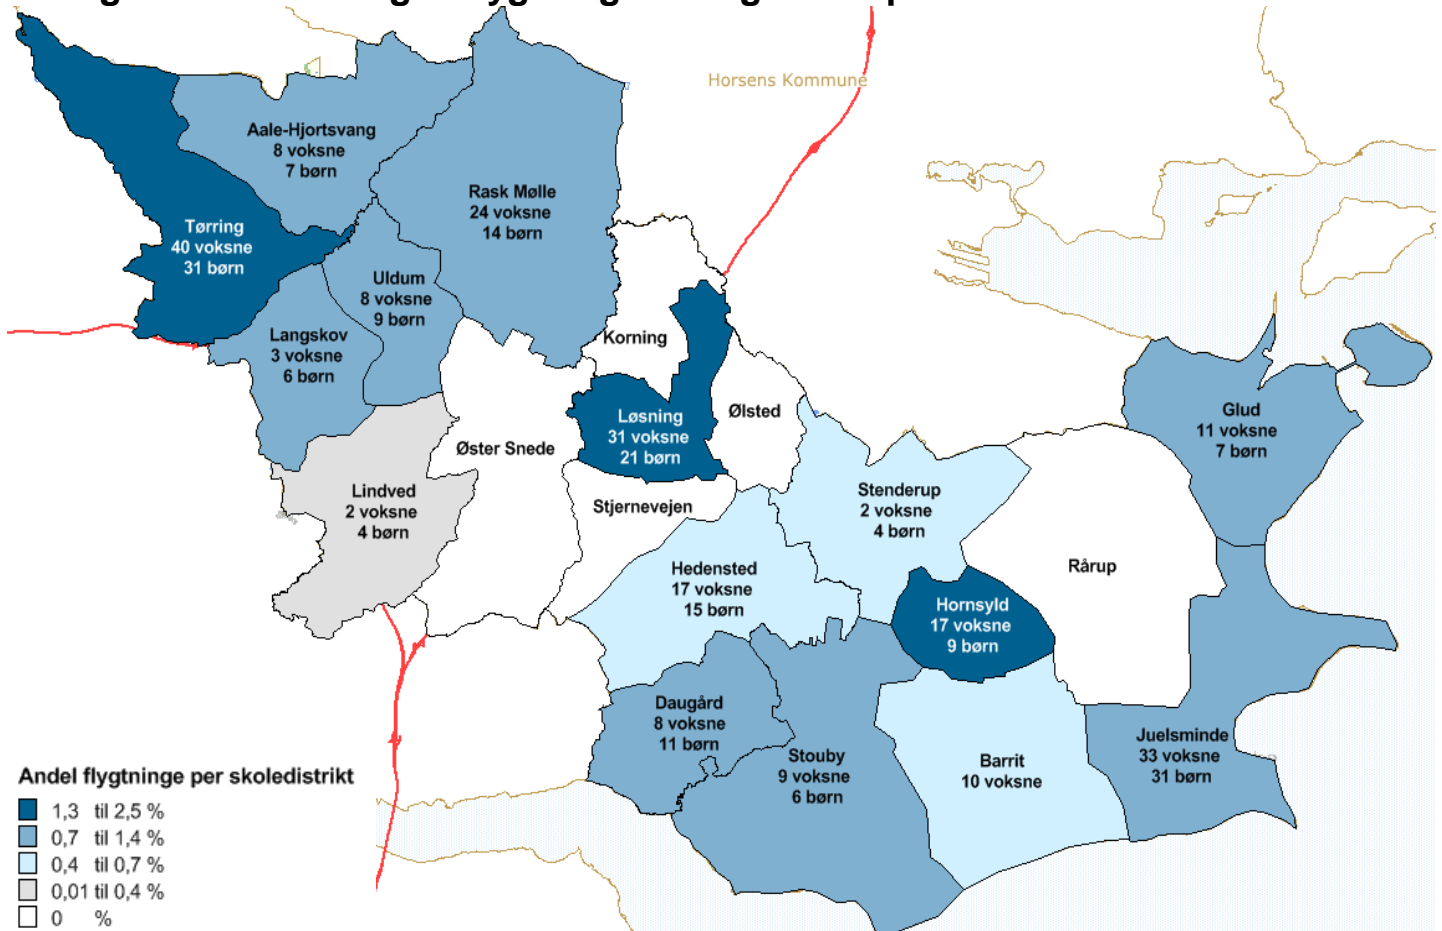 Horsens Kommune
Aale-Hjortsvang
8 voksne
7 børn
Rask Mølle
24 voksne
14 børn
Tørring
40 voksne
31 børn
Uldum
8 voksne
9 børn
Langskov
3 voksne
6 børn
Korning
Løsning
31 voksne
21 børn
Ølsted
Glud
11 voksne
7 børn
Øster Snede
Lindved
2 voksne
4 børn
Stjernevejen
Stenderup
2 voksne
4 børn
Hedensted
17 voksne
15 børn
Rårup
Hornsyld
17 voksne
9 børn
Daugård
8 voksne
11 børn
Stouby
9 voksne
6 børn
Barrit
10 voksne
Juelsminde
33 voksne
31 børn
Andel flygtninge per skoledistrikt
1,3 til 2,5 %
0,7 til 1,4 %
0,4 til 0,7 %
0,01 til 0,4 %
0 %